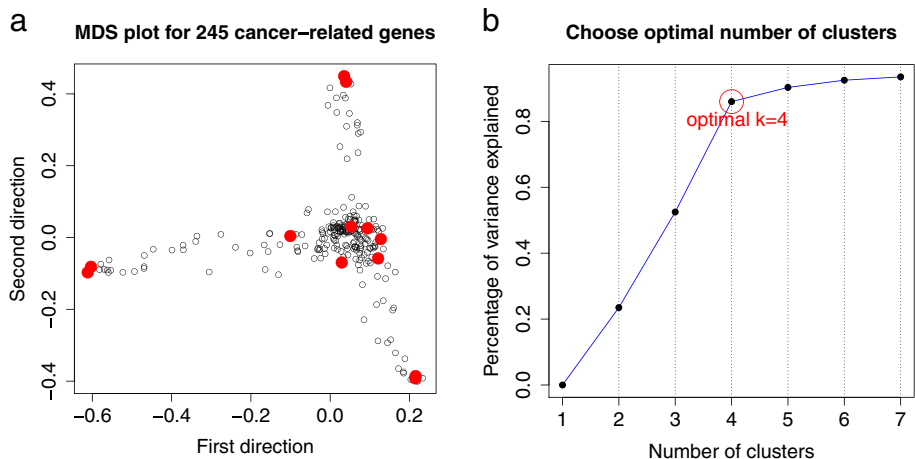 a
MDS plot for 245 cancer−related genes
Second direction
0.4
0.2
0.0
−0.2
−0.4
−0.6 −0.4 −0.2 0.0 0.2
First direction
b
Choose optimal number of clusters
Percentage of variance explained
0.8
0.6
0.4
0.2
0.0
optimal k=4
1 2 3 4 5 6 7
Number of clusters